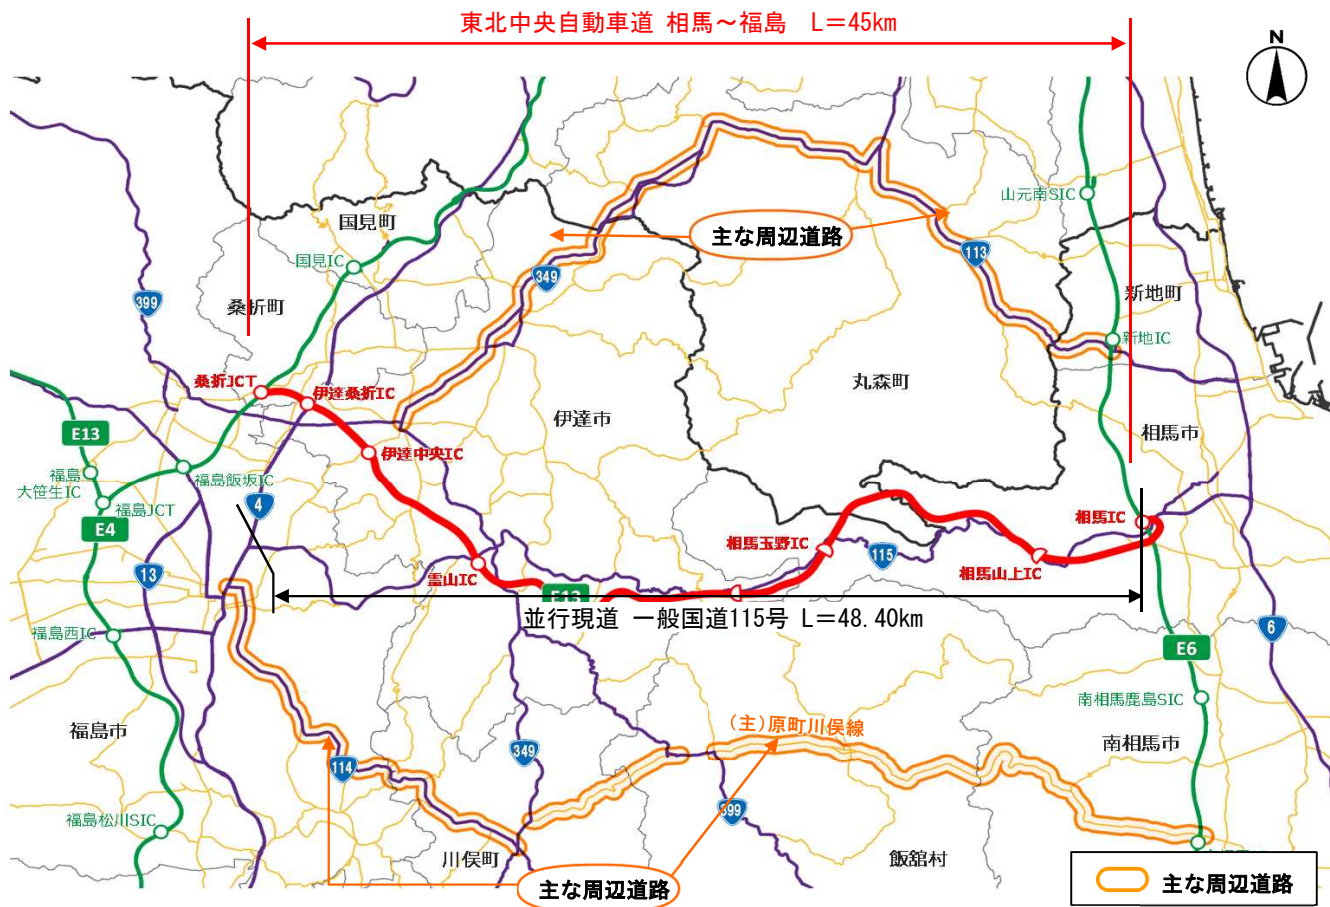 東北中央自動車道 相馬～福島 L＝45km
N
山元南SIC
国見町
主な周辺道路
国見IC
113
349
399
桑折町
新地町
新地IC
桑折JCT
伊達桑折IC
丸森町
伊達市
相馬市
E13
伊達中央IC
福島
大笹生IC
福島飯坂IC
福島JCT
4
E4
相馬IC
相馬玉野IC
115
相馬山上IC
13
霊山IC
E13
並行現道 一般国道115号 L＝48.40km
福島西IC
6
E6
南相馬鹿島SIC
福島市
(主)原町川俣線
南相馬市
349
114
399
福島松川SIC
川俣町
飯舘村
主な周辺道路
主な周辺道路